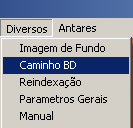 Diversos Antares
Imagem de Fundo
Caminho BD
Reindexação
Parametros Gerais
Manual